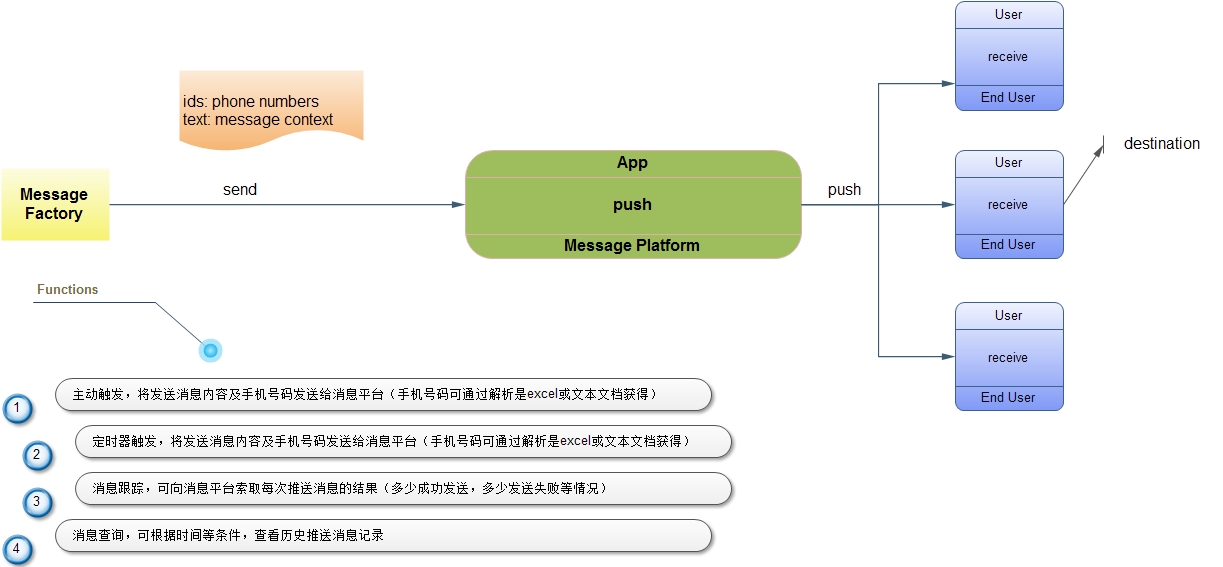 ids: phone numbers
text: message context
Message
Factory
send
App
push
Message Platform
push
User
receive
End User
User
receive
End User
destination
User
receive
End User
Functions
1
主动触发，将发送消息内容及手机号码发送给消息平台（手机号码可通过解析是excel或文本文档获得）
2
定时器触发，将发送消息内容及手机号码发送给消息平台（手机号码可通过解析是excel或文本文档获得）
3
消息跟踪，可向消息平台索取每次推送消息的结果（多少成功发送，多少发送失败等情况）
4
消息查询，可根据时间等条件，查看历史推送消息记录